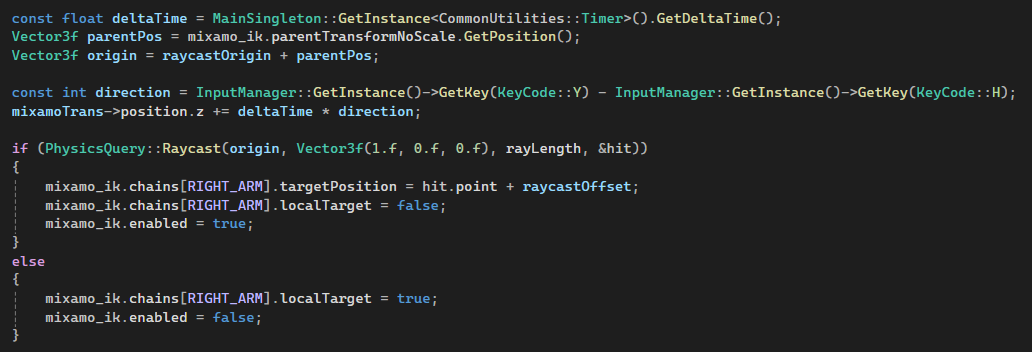 const float deltaTime = MainSingleton::GetInstance<CommonUtilities::Timer>().GetDeltaTime();
Vector3f parentPos = mixamo_ik.parentTransformNoScale.GetPosition();
Vector3f origin = raycastOrigin + parentPos;
const int direction = InputManager::GetInstance()->GetKey(KeyCode::Y) - InputManager::GetInstance()->GetKey(KeyCode::H);
mixamoTrans->position.z += deltaTime * direction;
if (PhysicsQuery::Raycast(origin, Vector3f(1.f, 0.f, 0.f), rayLength, &hit))
{
    mixamo_ik.chains[RIGHT_ARM].targetPosition = hit.point + raycastOffset;
    mixamo_ik.chains[RIGHT_ARM].localTarget = false;
    mixamo_ik.enabled = true;
}
else
{
    mixamo_ik.chains[RIGHT_ARM].localTarget = true;
    mixamo_ik.enabled = false;
}